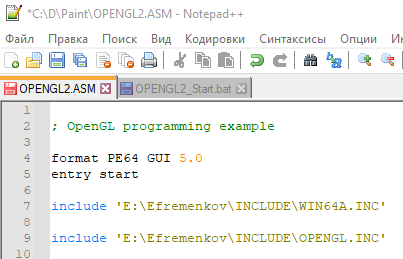 *C:\D\Paint\OPENGL2.ASM - Notepad++
Файл Правка Поиск Вид Кодировки Синтаксисы Опции
OPENGL2.ASM OPENGL2_Start.bat
1
2 ; OpenGL programming example
3
4 format PE64 GUI 5.0
5 entry start
6
7 include 'E:\Efremenkov\INCLUDE\WIN64A.INC'
8
9 include 'E:\Efremenkov\INCLUDE\OPENGL.INC'
10